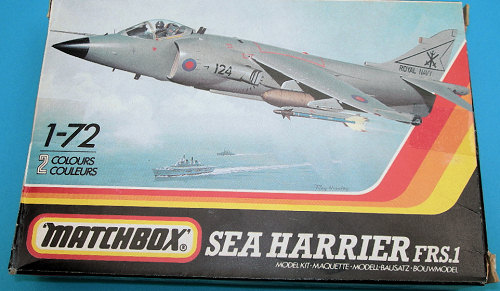 ROYAL NAVY
124
1-72
2 COLOURS
COULEURS
MATCHBOX®
SEA HARRIER FRS.1
MODEL KIT·MAQUETTE·MODELL-BAUSATZ·BOUWMODEL